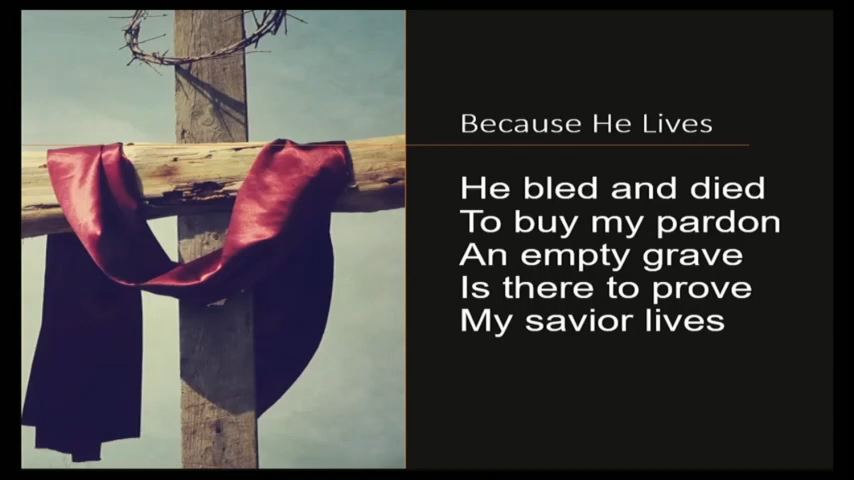 Because He Lives
He bled and died
To buy my pardon
An empty grave
Is there to prove
My savior lives